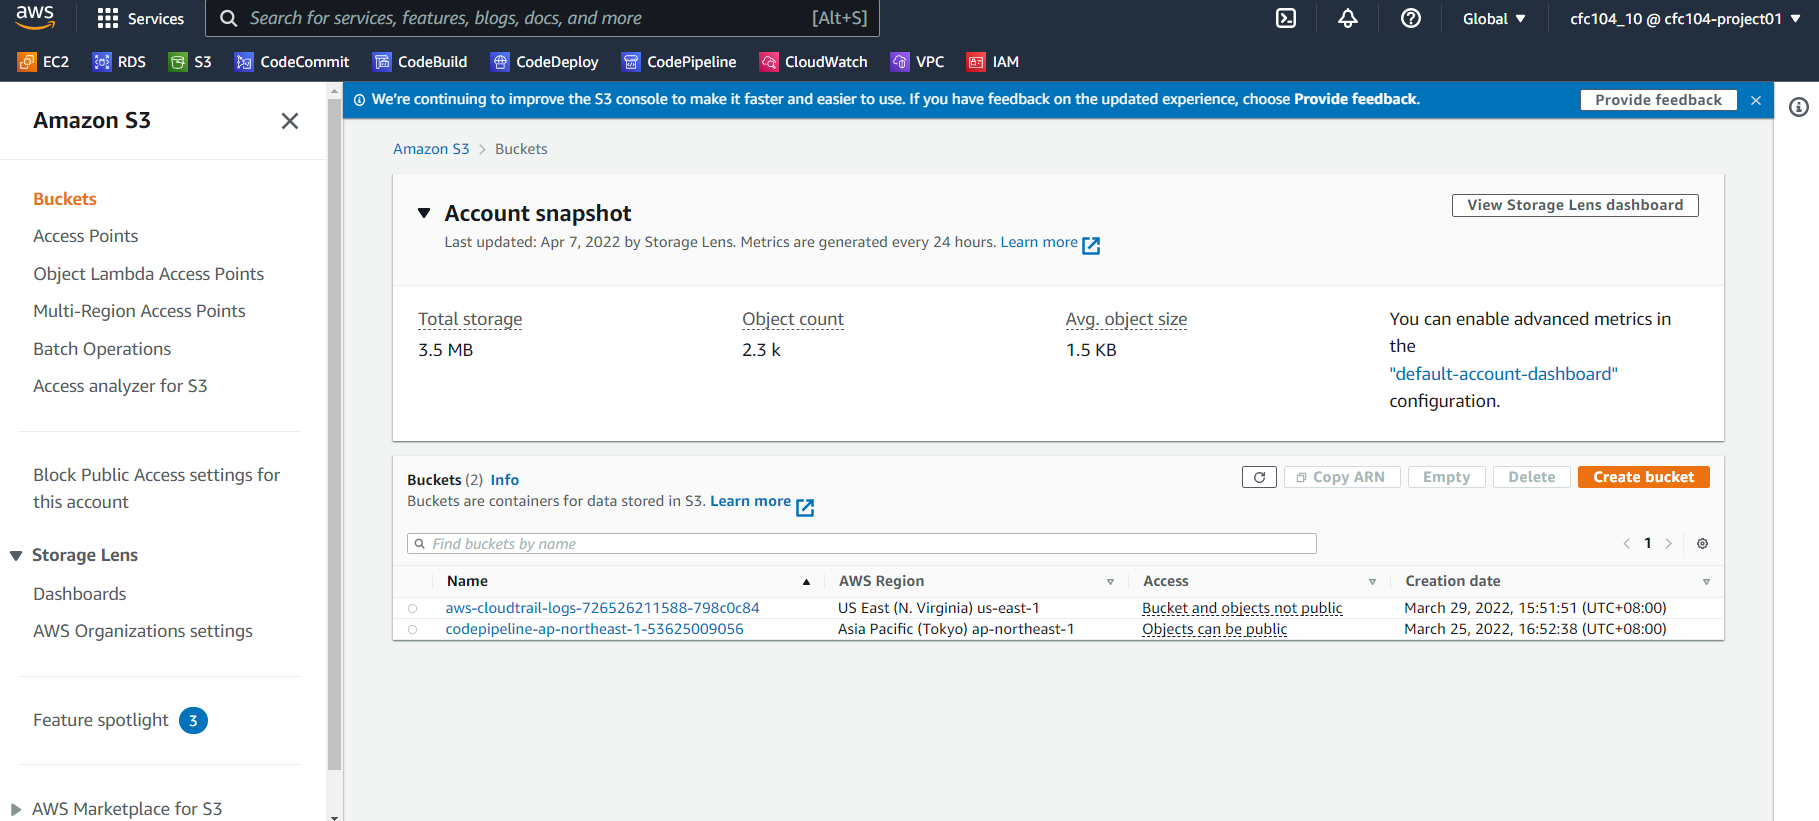 aws
Services
Search for services, features, blogs, docs, and more [Alt+S]
Global
cfc104_10 @ cfc104-project01
EC2 RDS S3 CodeCommit CodeBuild CodeDeploy CodePipeline CloudWatch VPC IAM
Amazon S3
Buckets
Access Points
Object Lambda Access Points
Multi-Region Access Points
Batch Operations
Access analyzer for S3
Block Public Access settings for
this account
Storage Lens
Dashboards
AWS Organizations settings
Feature spotlight 3
AWS Marketplace for S3
We're continuing to improve the S3 console to make it faster and easier to use. If you have feedback on the updated experience, choose Provide feedback.
Provide feedback
Amazon S3 > Buckets
Account snapshot
View Storage Lens dashboard
Last updated: Apr 7, 2022 by Storage Lens. Metrics are generated every 24 hours. Learn more
Total storage
3.5 MB
Object count
2.3 k
Avg. object size
1.5 KB
You can enable advanced metrics in
the
"default-account-dashboard"
configuration.
Buckets (2) Info
Buckets are containers for data stored in S3. Learn more
Copy ARN
Empty
Delete
Create bucket
Find buckets by name
1
Name AWS Region Access Creation date
aws-cloudtrail-logs-726526211588-798c0c84 US East (N. Virginia) us-east-1 Bucket and objects not public March 29, 2022, 15:51:51 (UTC+08:00)
codepipeline-ap-northeast-1-53625009056 Asia Pacific (Tokyo) ap-northeast-1 Objects can be public March 25, 2022, 16:52:38 (UTC+08:00)